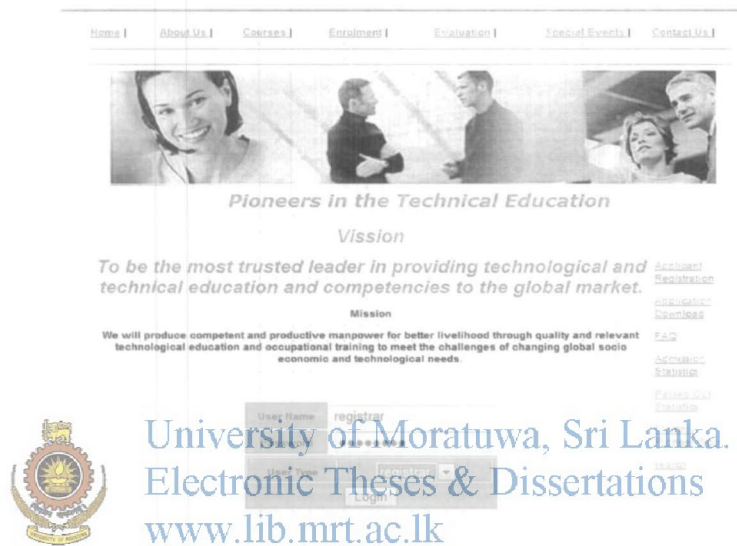 Home | About Us | Courses | Enrolment | Evaluation | Special Events | Contact Us |
Pioneers in the Technical Education
Vission
To be the most trusted leader in providing technological and
technical education and competencies to the global market.
Mission
We will produce competent and productive manpower for better livelihood through quality and relevant
technological education and occupational training to meet the challenges of changing global socio
economic and technological needs.
Applicant
Registration
Application
Download
FAQ
Admission
Statistics
Passed Out
Statistics
User Name registrar
User Type registrar
Login
University of Moratuwa, Sri Lanka.
Electronic Theses & Dissertations
www.lib.mrt.ac.lk